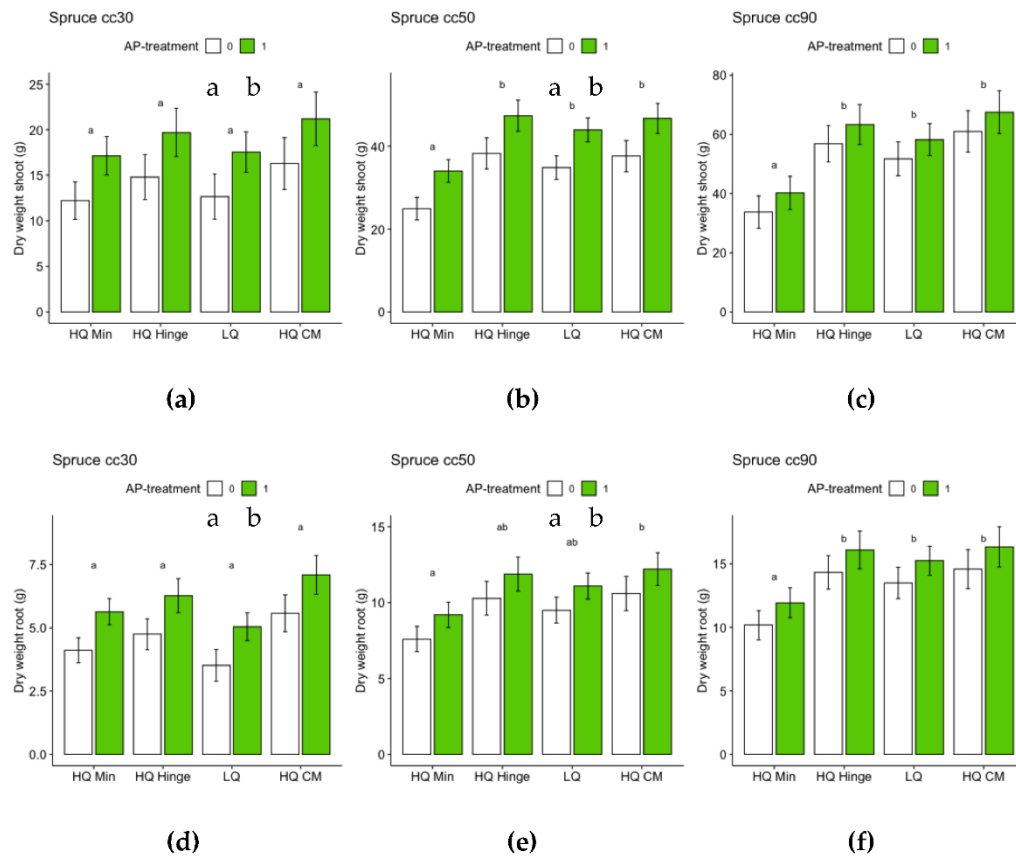 Spruce cc30
AP-treatment 0 1
a b
a a a a
Dry weight shoot (g)
25
20
15
10
5
0
HQ Min HQ Hinge LQ HQ CM
(a)
Spruce cc50
AP-treatment 0 1
a b
a b b b
Dry weight shoot (g)
40
20
0
HQ Min HQ Hinge LQ HQ CM
(b)
Spruce cc90
AP-treatment 0 1
a b b b
Dry weight shoot (g)
80
60
40
20
0
HQ Min HQ Hinge LQ HQ CM
(c)
Spruce cc30
AP-treatment 0 1
a b
a a a a
Dry weight root (g)
7.5
5.0
2.5
0.0
HQ Min HQ Hinge LQ HQ CM
(d)
Spruce cc50
AP-treatment 0 1
a b
a ab ab b
Dry weight root (g)
15
10
5
0
HQ Min HQ Hinge LQ HQ CM
(e)
Spruce cc90
AP-treatment 0 1
a b b b
Dry weight root (g)
15
10
5
0
HQ Min HQ Hinge LQ HQ CM
(f)